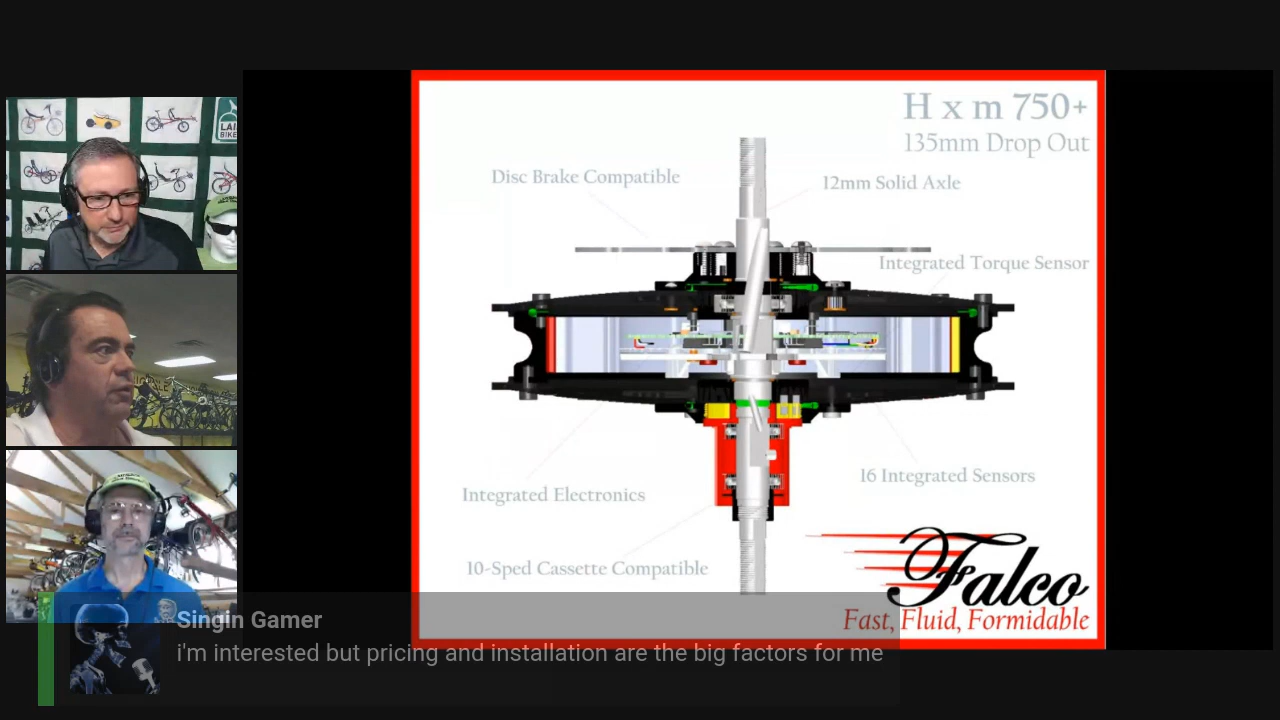 LAI
BIKE
H x m 750+
135mm Drop Out
Disc Brake Compatible
12mm Solid Axle
Integrated Torque Sensor
16 Integrated Sensors
Integrated Electronics
10-Sped Cassette Compatible
Falco
Fast, Fluid, Formidable
Singin Gamer
i'm interested but pricing and installation are the big factors for me